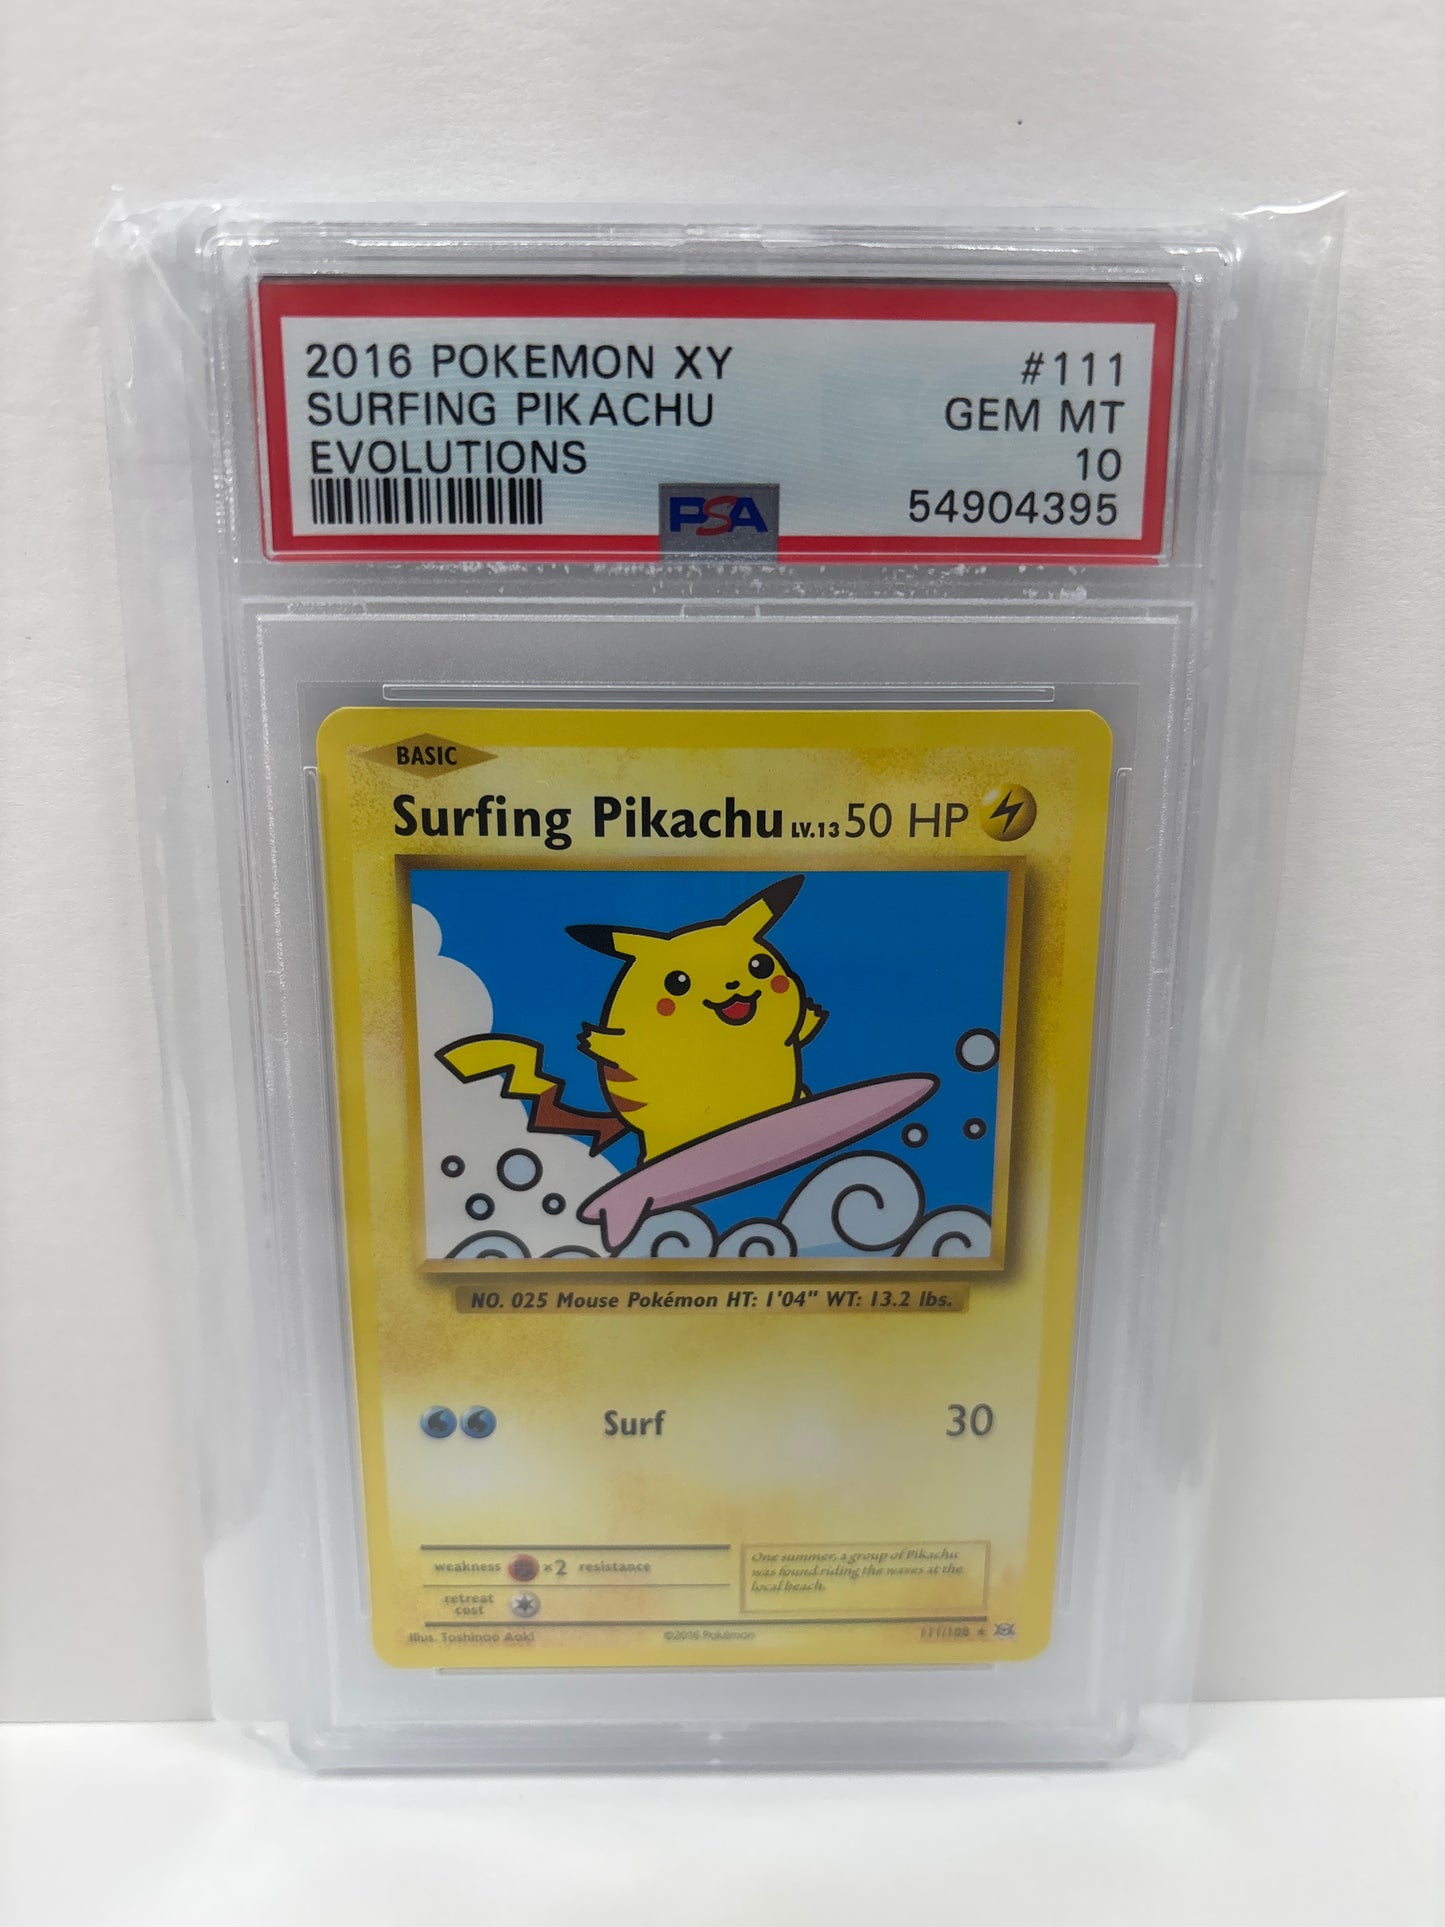 2016 POKEMON XY #111
SURFING PIKACHU GEM MT
EVOLUTIONS 10
PSA 54904395
BASIC
Surfing Pikachu LV.13 50 HP
NO. 025 Mouse Pokémon HT: 1'04" WT: 13.2 lbs.
Surf 30
weakness ×2 resistance
retreat
cost
One summer, a group of Pikachu
was found riding the waves at the
local beach.
Illus. Toshinao Aoki ©2016 Pokémon 111/108 ★